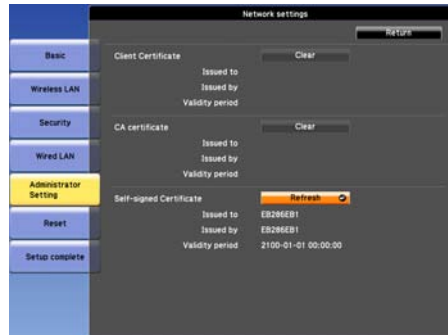 Network settings
Return
Basic
Wireless LAN
Security
Wired LAN
Administrator
Setting
Reset
Setup complete
Client Certificate Clear
Issued to
Issued by
Validity period
CA certificate Clear
Issued to
Issued by
Validity period
Self-signed Certificate Refresh
Issued to EB286EB1
Issued by EB286EB1
Validity period 2100-01-01 00:00:00